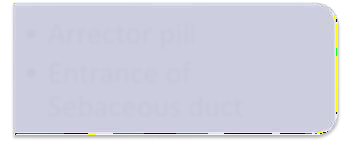 • Arrector pili
• Entrance of
Sebaceous duct